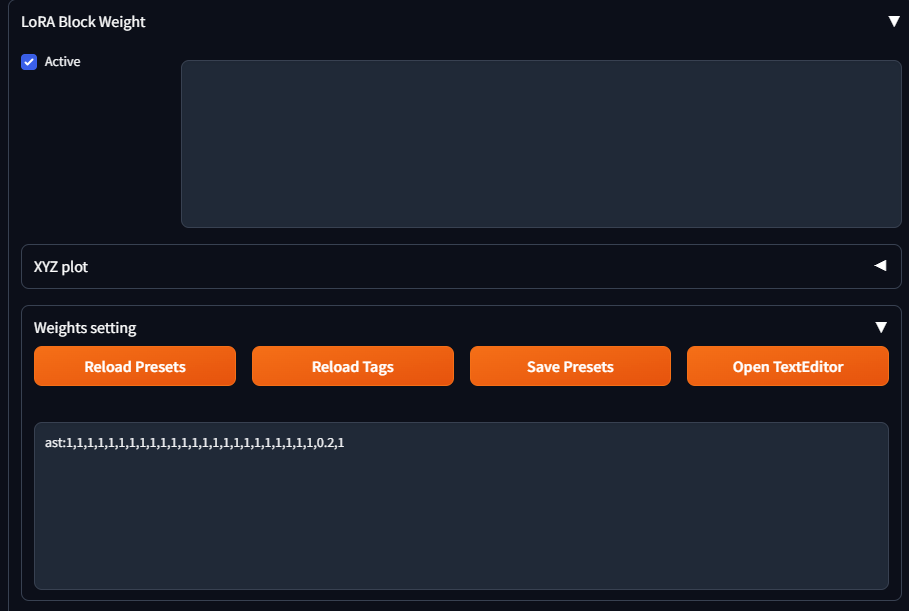 LoRA Block Weight
Active
XYZ plot
Weights setting
Reload Presets
Reload Tags
Save Presets
Open TextEditor
ast:1,1,1,1,1,1,1,1,1,1,1,1,1,1,1,1,1,1,1,1,1,1,1,1,0.2,1